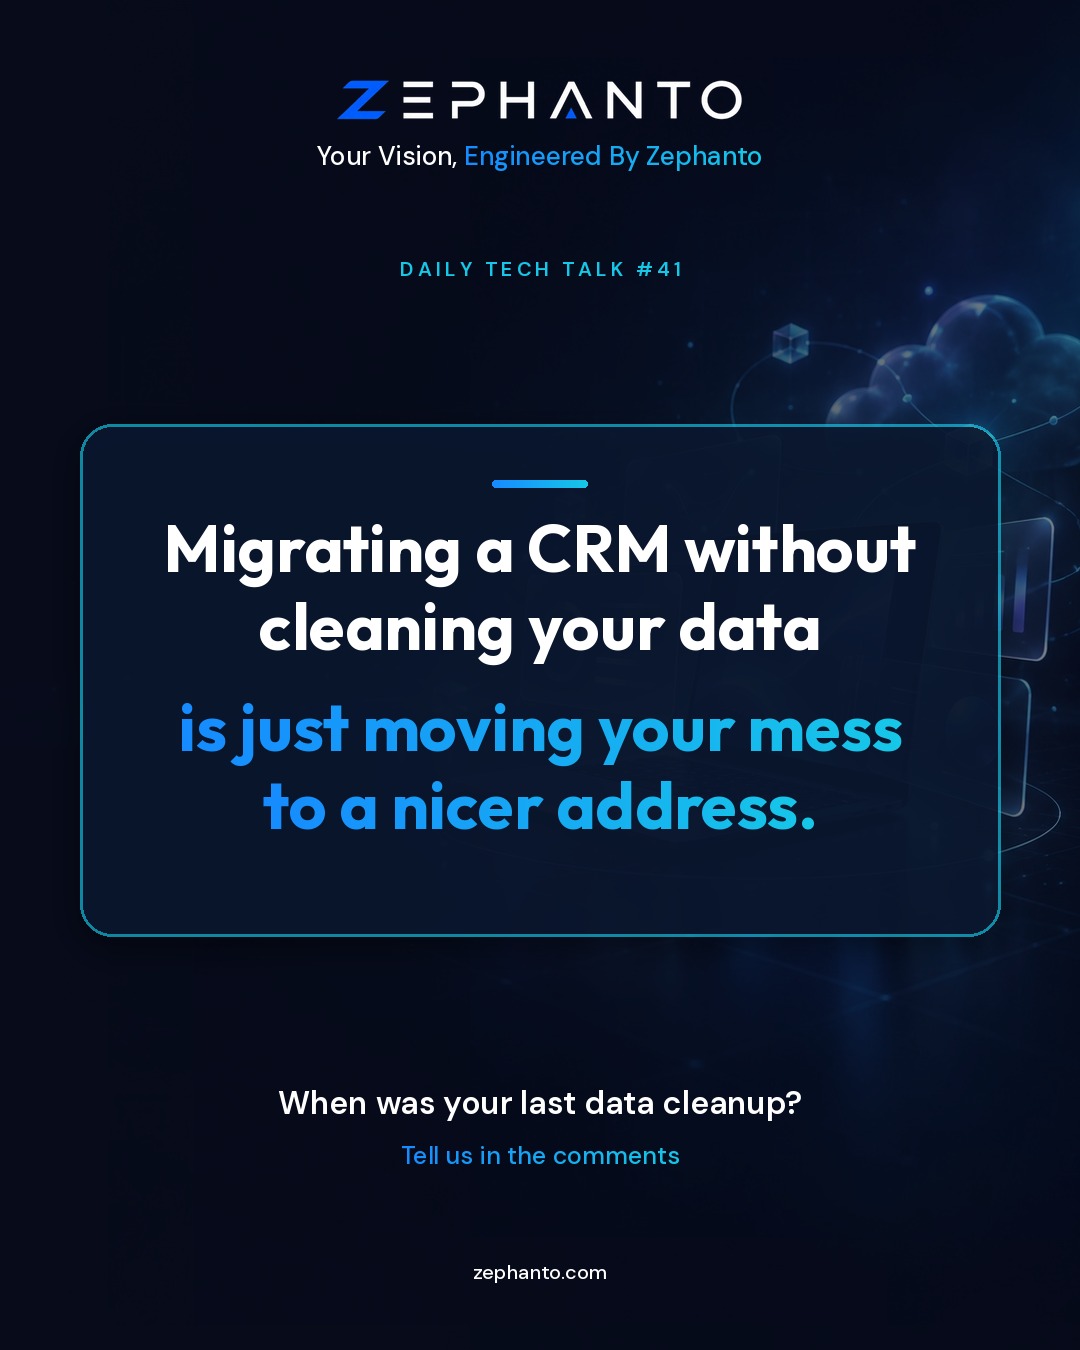 ZEPHANTO
Your Vision, Engineered By Zephanto
DAILY TECH TALK #41
Migrating a CRM without
cleaning your data
is just moving your mess
to a nicer address.
When was your last data cleanup?
Tell us in the comments
zephanto.com